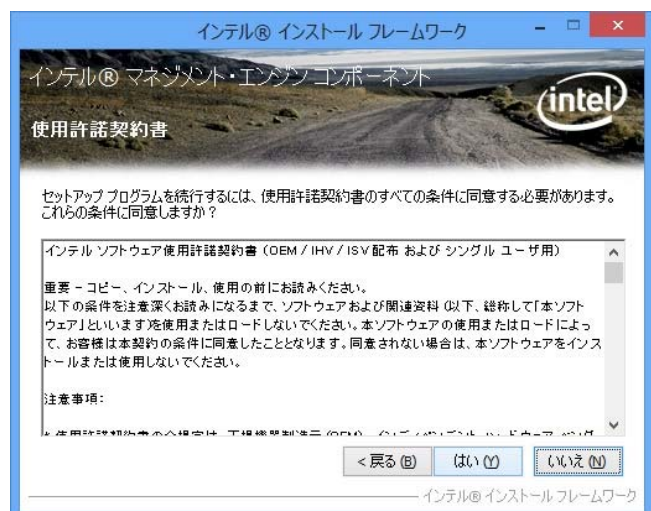 インテル® インストール フレームワーク
インテル® マネジメント・エンジン コンポーネント
intel
使用許諾契約書
セットアップ プログラムを続行するには、使用許諾契約書のすべての条件に同意する必要があります。
これらの条件に同意しますか?
インテル ソフトウェア使用許諾契約書 (OEM / IHV / ISV 配布 および シングル ユーザ用)
重要 - コピー、インストール、使用の前にお読みください。
以下の条件を注意深くお読みになるまで、ソフトウェアおよび関連資料 (以下、総称して「本ソフト
ウェア」といいます)を使用またはロードしないでください。本ソフトウェアの使用またはロードによっ
て、お客様は本契約の条件に同意したこととなります。同意されない場合は、本ソフトウェアをインス
トールまたは使用しないでください。
注意事項:
< 戻る (B) はい (Y) いいえ (N)
インテル® インストール フレームワーク